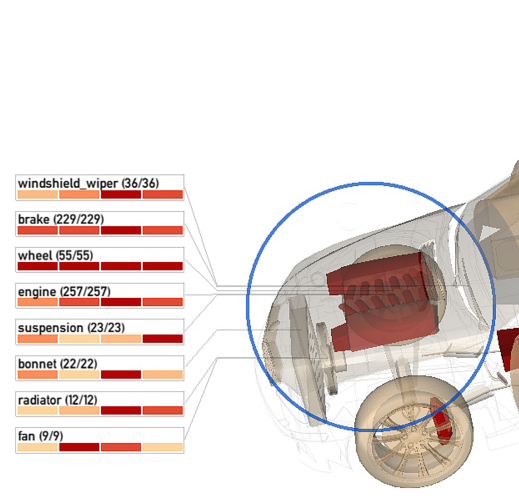 windshield_wiper (36/36)
brake (229/229)
wheel (55/55)
engine (257/257)
suspension (23/23)
bonnet (22/22)
radiator (12/12)
fan (9/9)